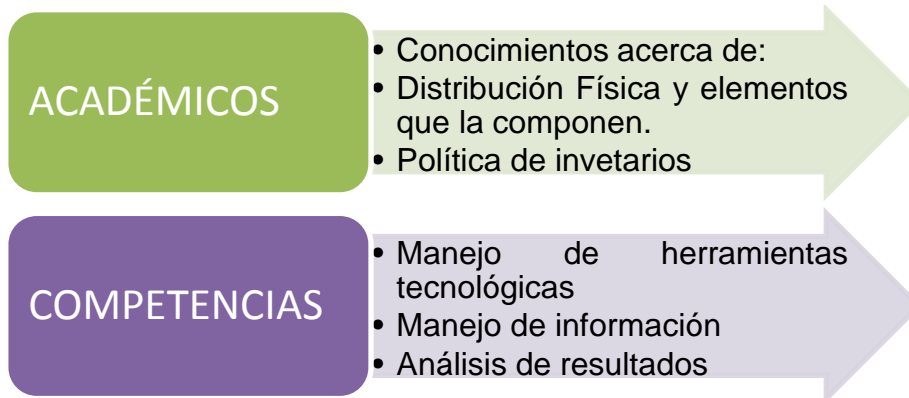 ACADÉMICOS
• Conocimientos acerca de:
• Distribución Física y elementos
que la componen.
• Política de invetarios
COMPETENCIAS
• Manejo de herramientas
tecnológicas
• Manejo de información
• Análisis de resultados